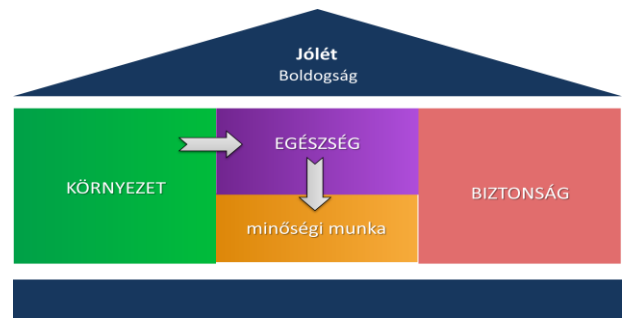 Jólét
Boldogság
KÖRNYEZET
EGÉSZSÉG
minőségi munka
BIZTONSÁG